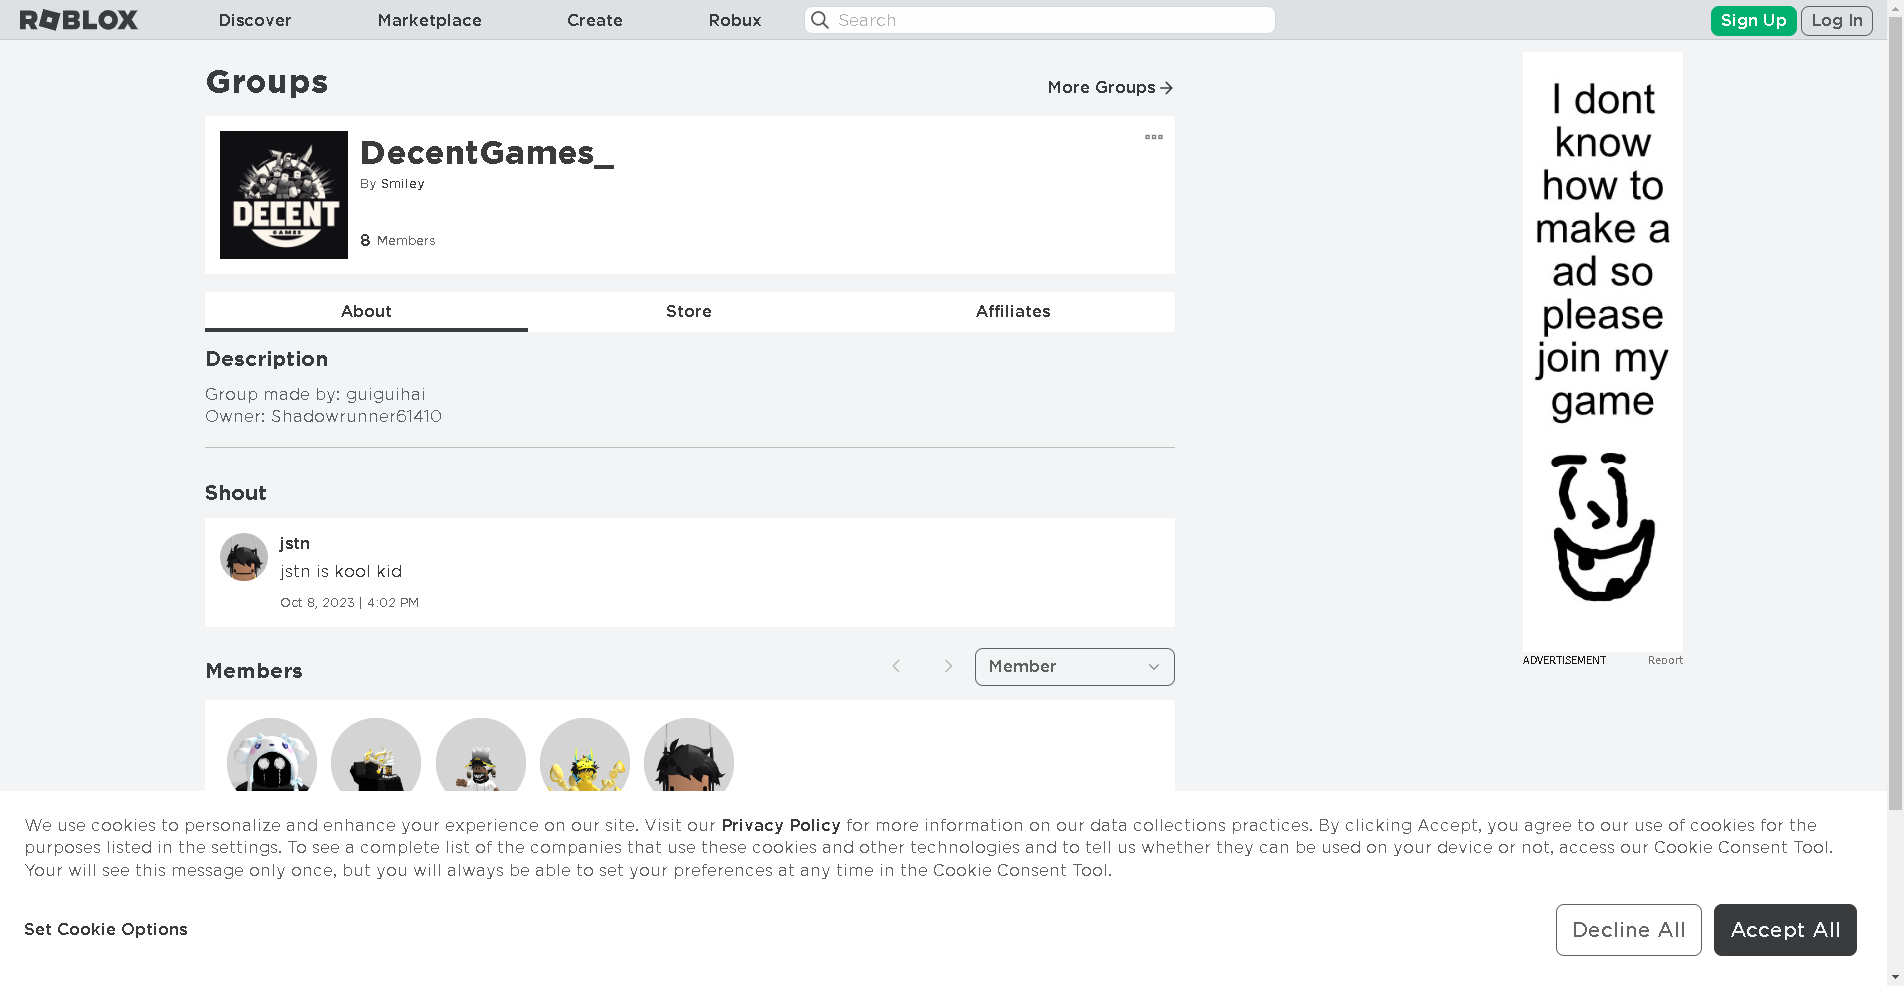 ROBLOX Discover Marketplace Create Robux Search Sign Up Log In
Groups
More Groups
DECENT
GAMES
DecentGames_
By Smiley
8 Members
About Store Affiliates
Description
Group made by: guiguihai
Owner: Shadowrunner61410
Shout
jstn
jstn is kool kid
Oct 8, 2023 | 4:02 PM
Members
Member
I dont
know
how to
make a
ad so
please
join my
game
ADVERTISEMENT Report
We use cookies to personalize and enhance your experience on our site. Visit our Privacy Policy for more information on our data collections practices. By clicking Accept, you agree to our use of cookies for the
purposes listed in the settings. To see a complete list of the companies that use these cookies and other technologies and to tell us whether they can be used on your device or not, access our Cookie Consent Tool.
Your will see this message only once, but you will always be able to set your preferences at any time in the Cookie Consent Tool.
Set Cookie Options
Decline All
Accept All